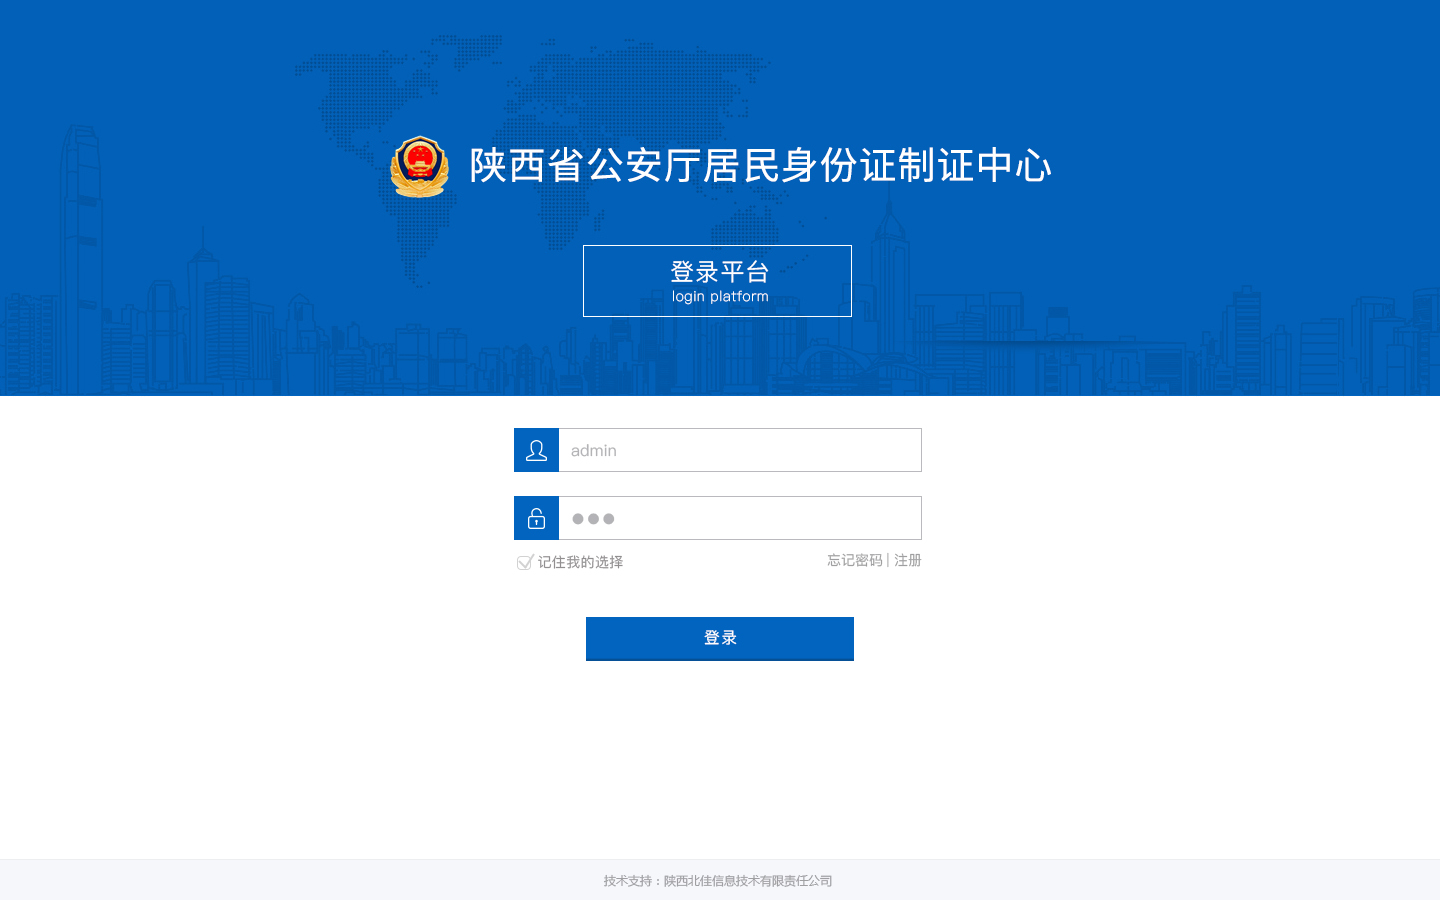 陕西省公安厅居民身份证制证中心
登录平台
login platform
admin
记住我的选择
忘记密码 | 注册
登录
技术支持：陕西北佳信息技术有限责任公司